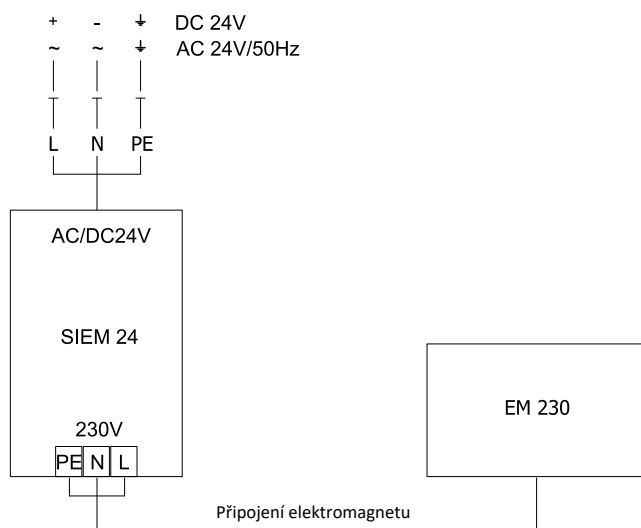 + - ⏚ DC 24V
~ ~ ⏚ AC 24V/50Hz
L N PE
AC/DC24V
SIEM 24
EM 230
230V
PE N L
Připojení elektromagnetu